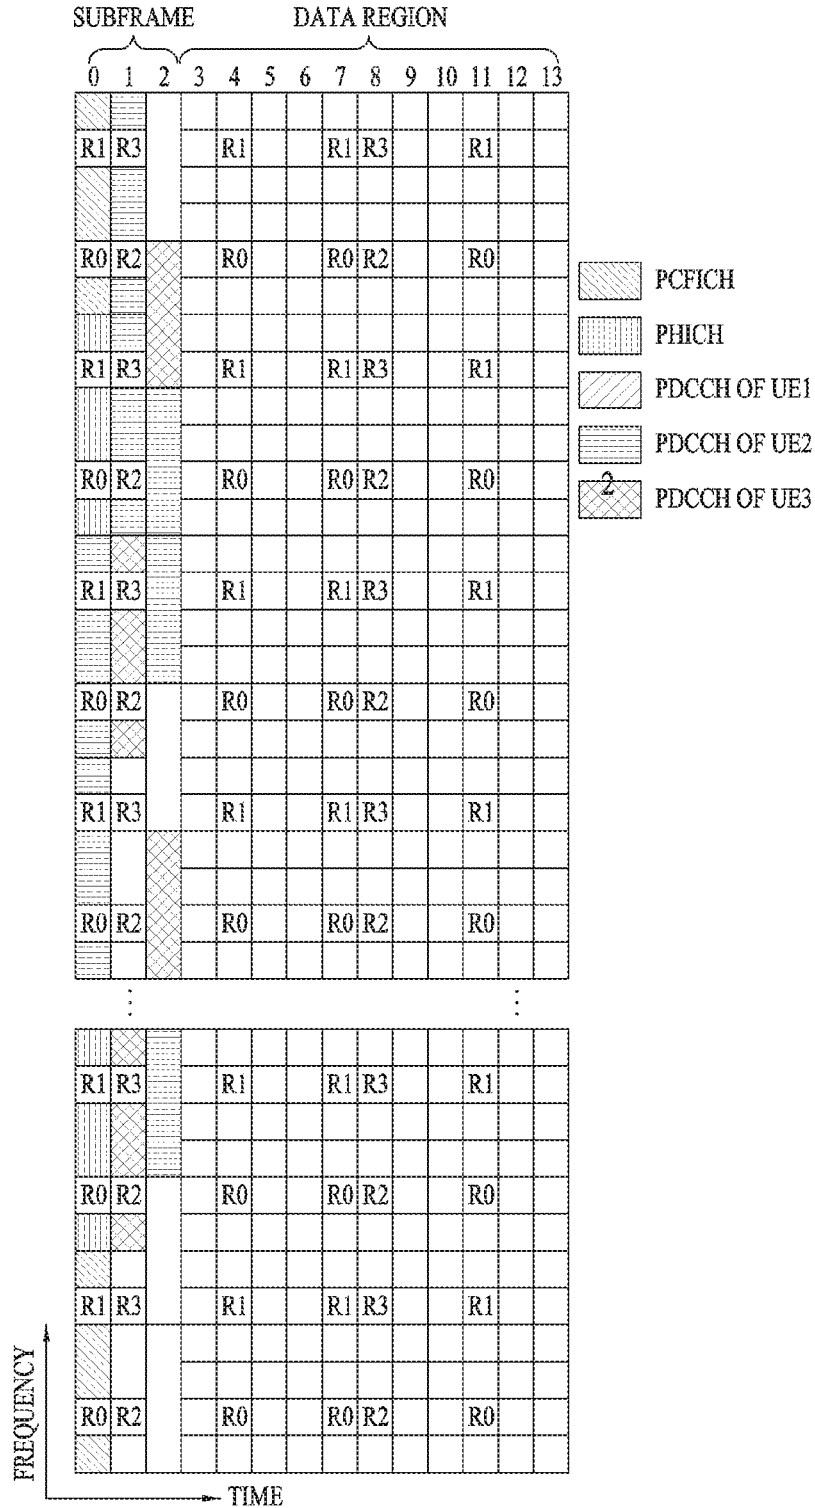 SUBFRAME DATA REGION
0 1 2 3 4 5 6 7 8 9 10 11 12 13
R1 R3 R1 R1 R3 R1
R0 R2 R0 R0 R2 R0
PCFICH
PHICH
R1 R3 R1 R1 R3 R1
PDCCH OF UE1
PDCCH OF UE2
R0 R2 R0 R0 R2 R0
2
PDCCH OF UE3
R1 R3 R1 R1 R3 R1
R0 R2 R0 R0 R2 R0
R1 R3 R1 R1 R3 R1
R0 R2 R0 R0 R2 R0
R1 R3 R1 R1 R3 R1
R0 R2 R0 R0 R2 R0
R1 R3 R1 R1 R3 R1
R0 R2 R0 R0 R2 R0
FREQUENCY
TIME